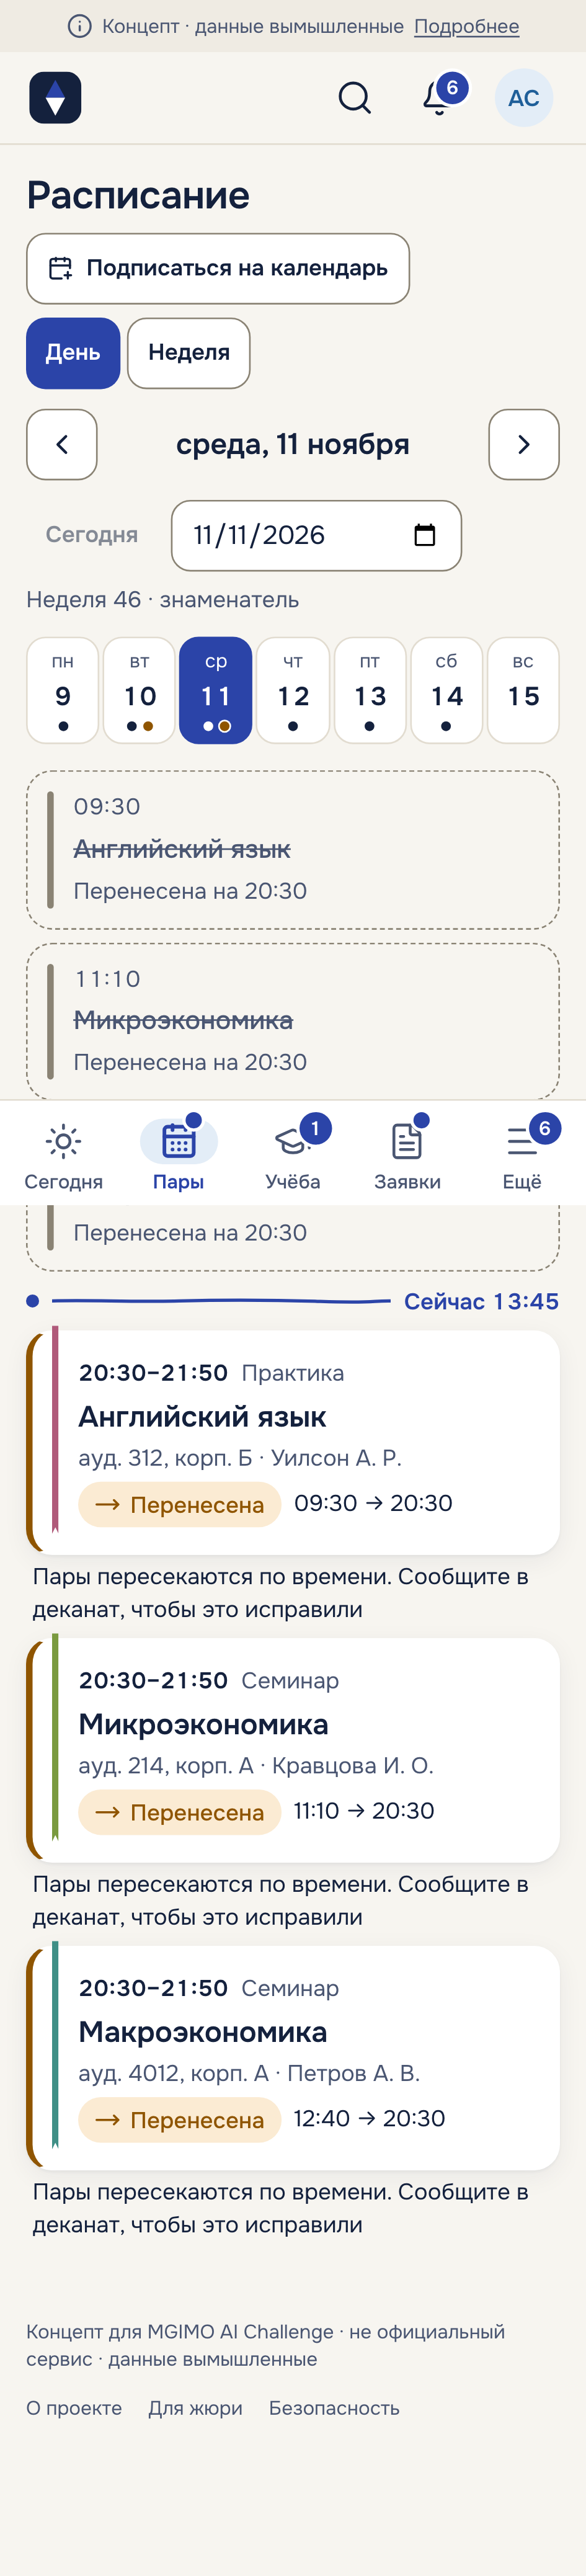 Концепт · данные вымышленные Подробнее
6
АС
Расписание
Подписаться на календарь
День Неделя
среда, 11 ноября
Сегодня 11/11/2026
Неделя 46 · знаменатель
пн вт ср чт пт сб вс
9 10 11 12 13 14 15
09:30
Английский язык
Перенесена на 20:30
11:10
Микроэкономика
Перенесена на 20:30
1 6
Сегодня Пары Учёба Заявки Ещё
Перенесена на 20:30
Сейчас 13:45
20:30–21:50 Практика
Английский язык
ауд. 312, корп. Б · Уилсон А. Р.
→ Перенесена 09:30 → 20:30
Пары пересекаются по времени. Сообщите в
деканат, чтобы это исправили
20:30–21:50 Семинар
Микроэкономика
ауд. 214, корп. А · Кравцова И. О.
→ Перенесена 11:10 → 20:30
Пары пересекаются по времени. Сообщите в
деканат, чтобы это исправили
20:30–21:50 Семинар
Макроэкономика
ауд. 4012, корп. А · Петров А. В.
→ Перенесена 12:40 → 20:30
Пары пересекаются по времени. Сообщите в
деканат, чтобы это исправили
Концепт для MGIMO AI Challenge · не официальный
сервис · данные вымышленные
О проекте Для жюри Безопасность